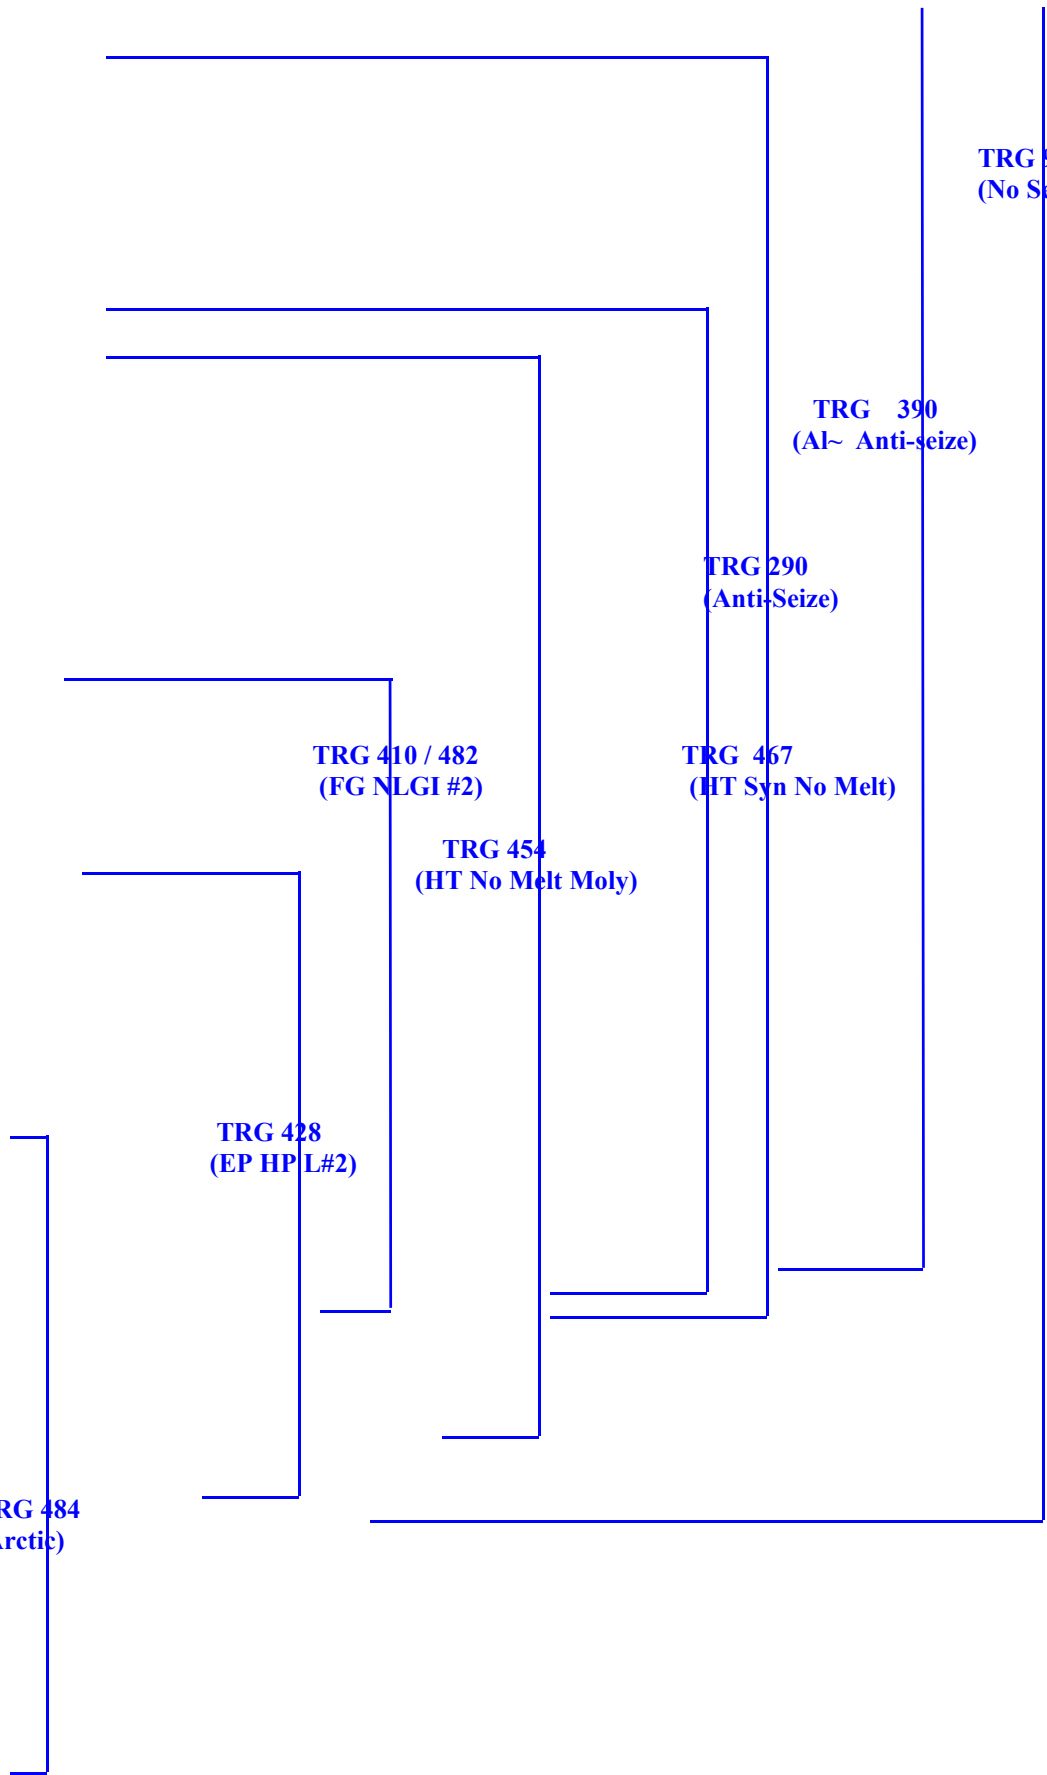 TRG
(No
TRG 390
(Al~ Anti-seize)
TRG 290
(Anti-Seize)
TRG 410 / 482
(FG NLGI #2)
TRG 467
(HT Syn No Melt)
TRG 454
(HT No Melt Moly)
TRG 428
(EP HP L#2)
RG 484
rctic)